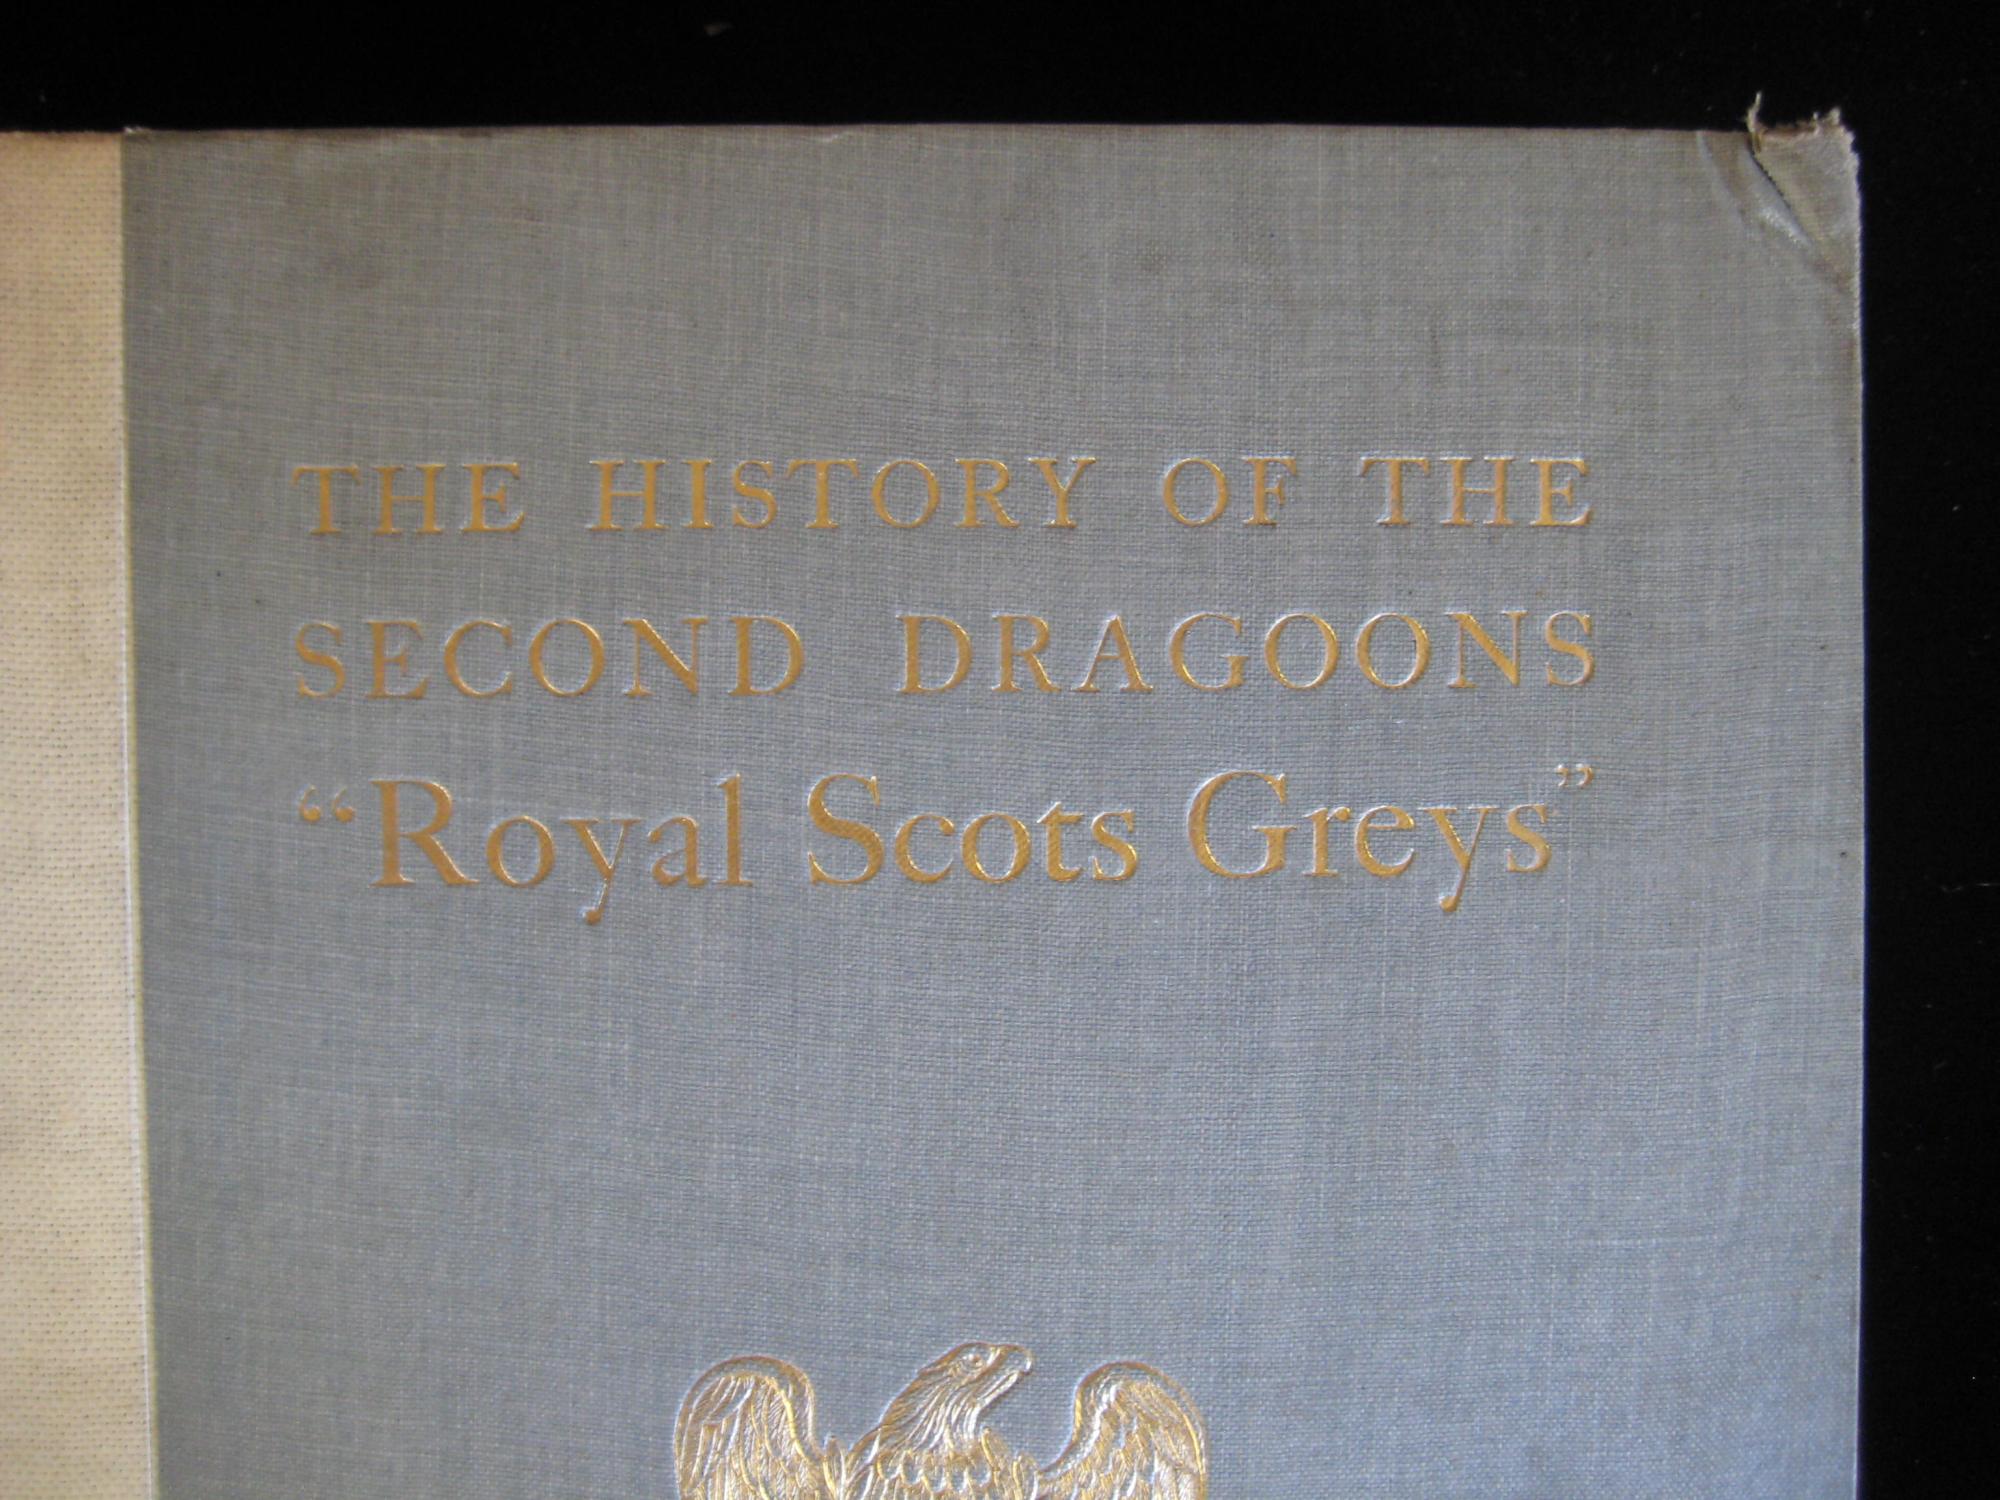 THE HISTORY OF THE
SECOND DRAGOONS
“Royal Scots Greys”